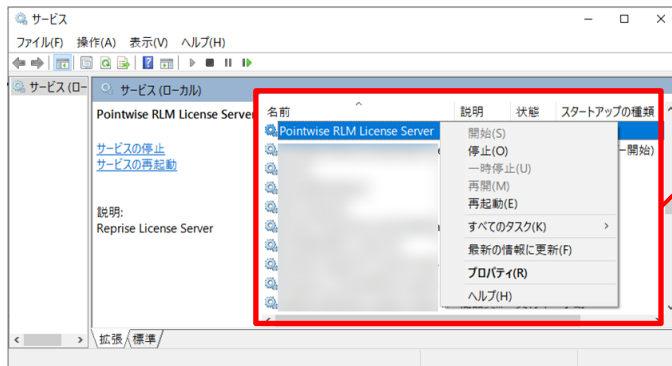 サービス
ファイル(F) 操作(A) 表示(V) ヘルプ(H)
サービス (ロー
サービス (ローカル)
Pointwise RLM License Server
サービスの停止
サービスの再起動
説明:
Reprise License Server
名前 説明 状態 スタートアップの種類
Pointwise RLM License Server
ー開始)
開始(S)
停止(O)
一時停止(U)
再開(M)
再起動(E)
すべてのタスク(K)
最新の情報に更新(F)
プロパティ(R)
ヘルプ(H)
拡張 標準